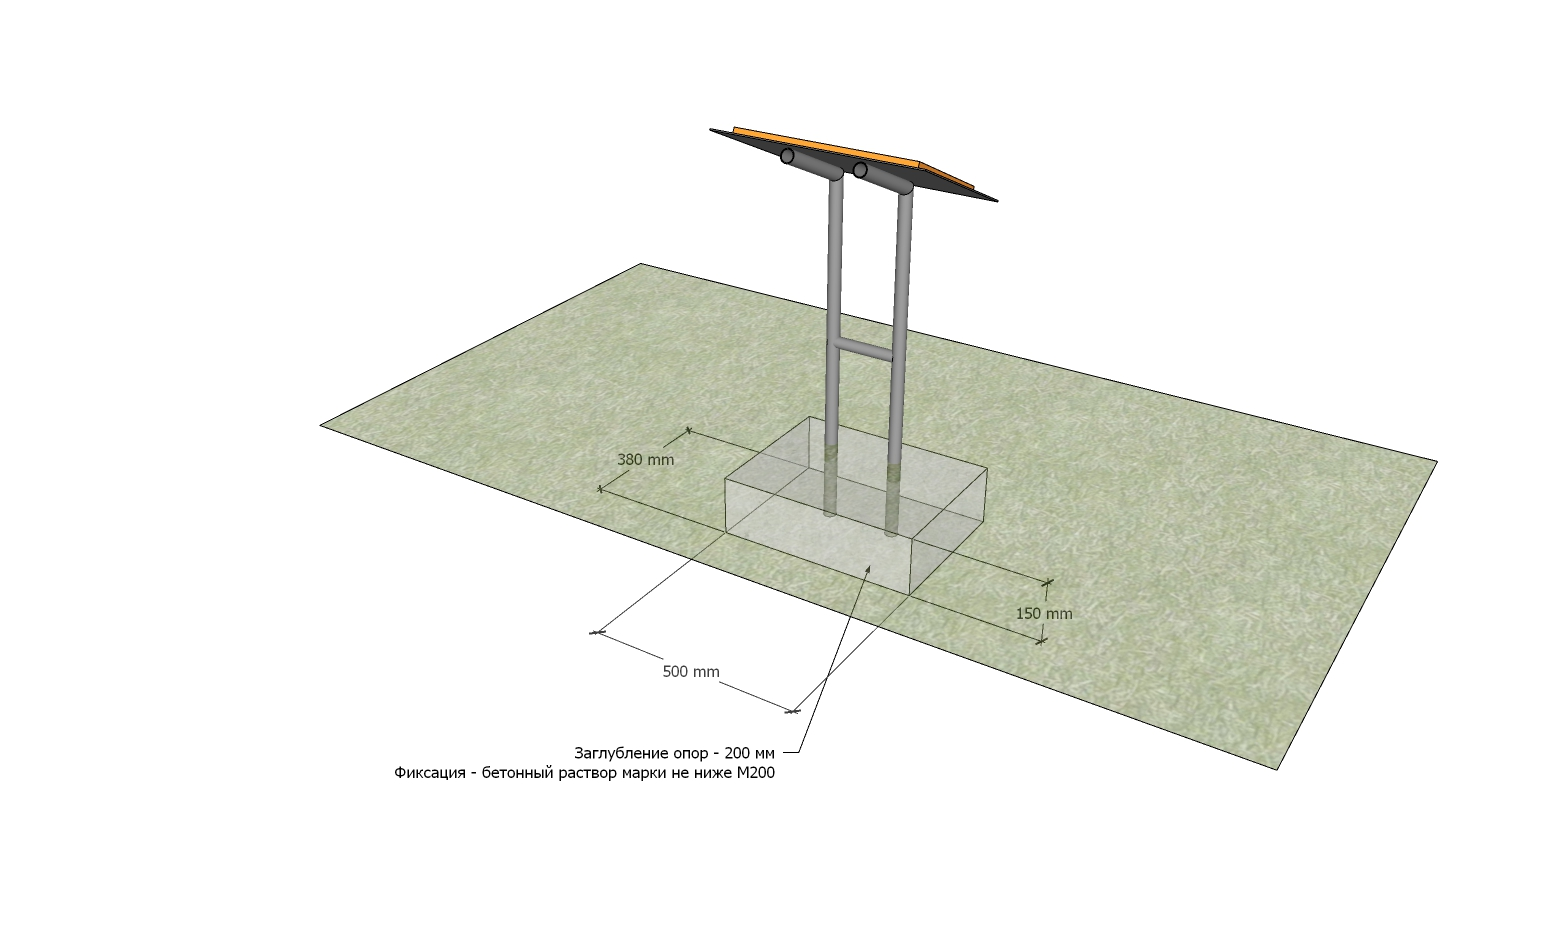 380 mm
150 mm
500 mm
Заглубление опор - 200 мм
Фиксация - бетонный раствор марки не ниже М200